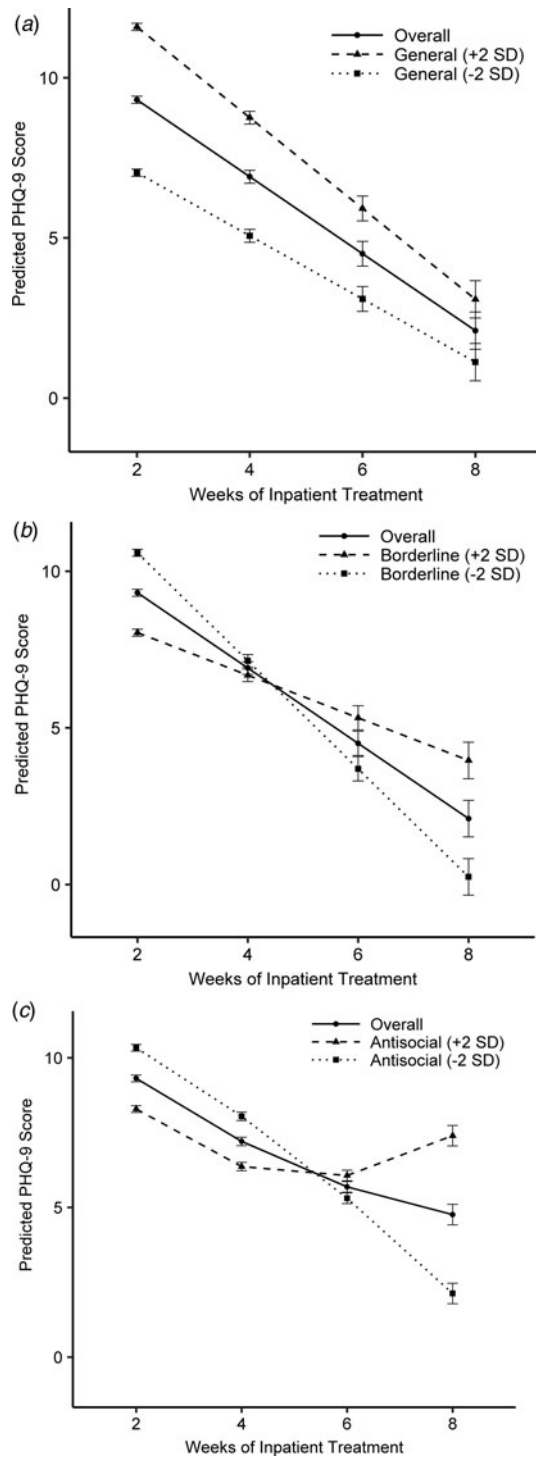 (a)
Overall
General (+2 SD)
General (-2 SD)
10
5
0
Predicted PHQ-9 Score
2 4 6 8
Weeks of Inpatient Treatment
(b)
Overall
Borderline (+2 SD)
Borderline (-2 SD)
10
5
0
Predicted PHQ-9 Score
2 4 6 8
Weeks of Inpatient Treatment
(c)
Overall
Antisocial (+2 SD)
Antisocial (-2 SD)
10
5
0
Predicted PHQ-9 Score
2 4 6 8
Weeks of Inpatient Treatment